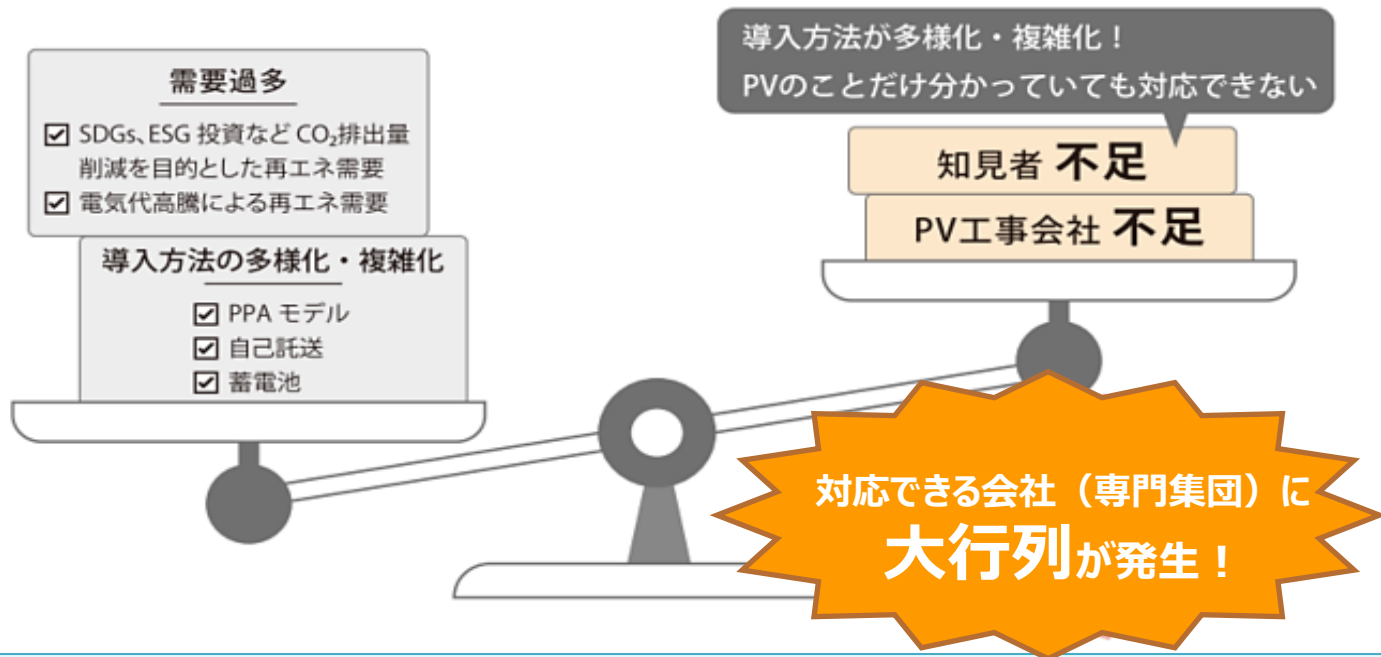 需要過多
☑ SDGs、ESG 投資など CO₂排出量
削減を目的とした再エネ需要
☑ 電気代高騰による再エネ需要
導入方法の多様化・複雑化
☑ PPA モデル
☑ 自己託送
☑ 蓄電池
導入方法が多様化・複雑化！
PVのことだけ分かっていても対応できない
知見者 不足
PV工事会社 不足
対応できる会社（専門集団）に
大行列が発生！